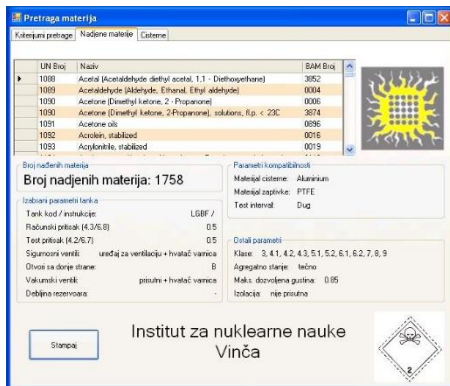 Pretraga materija
Kriterijumi pretrage Nadjene materije Cisterne
UN Broj Naziv BAM Broj
1088 Acetal (Acetaldehyde diethyl acetal, 1,1 - Diethoxyethane) 3852
1089 Acetaldehyde (Aldehyde, Ethanal, Ethyl aldehyde) 0004
1090 Acetone (Dimethyl ketone, 2 - Propanone) 0006
1090 Acetone (Dimethyl ketone, 2-Propanone), solutions, fl.p. < 23C 3874
1091 Acetone oils 0896
1092 Acrolein, stabilized 0016
1093 Acrylonitrile, stabilized 0019
Broj nađenih materija
Broj nadjenih materija: 1758
Izabrani parametri tanka
Tank kod / instrukcije: LGBF /
Računski pritisak (4.3/6.8) 0.5
Test pritisak (4.2/6.7) 0.5
Sigurnosni ventili: uređaj za ventilaciju + hvatač varnica
Otvori sa donje strane: B
Vakumski ventili: prisutni + hvatač varnica
Debljina rezervoara: -
Parametri kompatibilnosti
Materijal cisterne: Aluminium
Materijal zaptivke: PTFE
Test interval: Dug
Ostali parametri
Klase: 3, 4.1, 4.2, 4.3, 5.1, 5.2, 6.1, 6.2, 7, 8, 9
Agregatno stanje: tečno
Maks. dozvoljena gustina: 0.85
Izolacija: nije prisutna
Stampaj
Institut za nuklearne nauke
Vinča
2